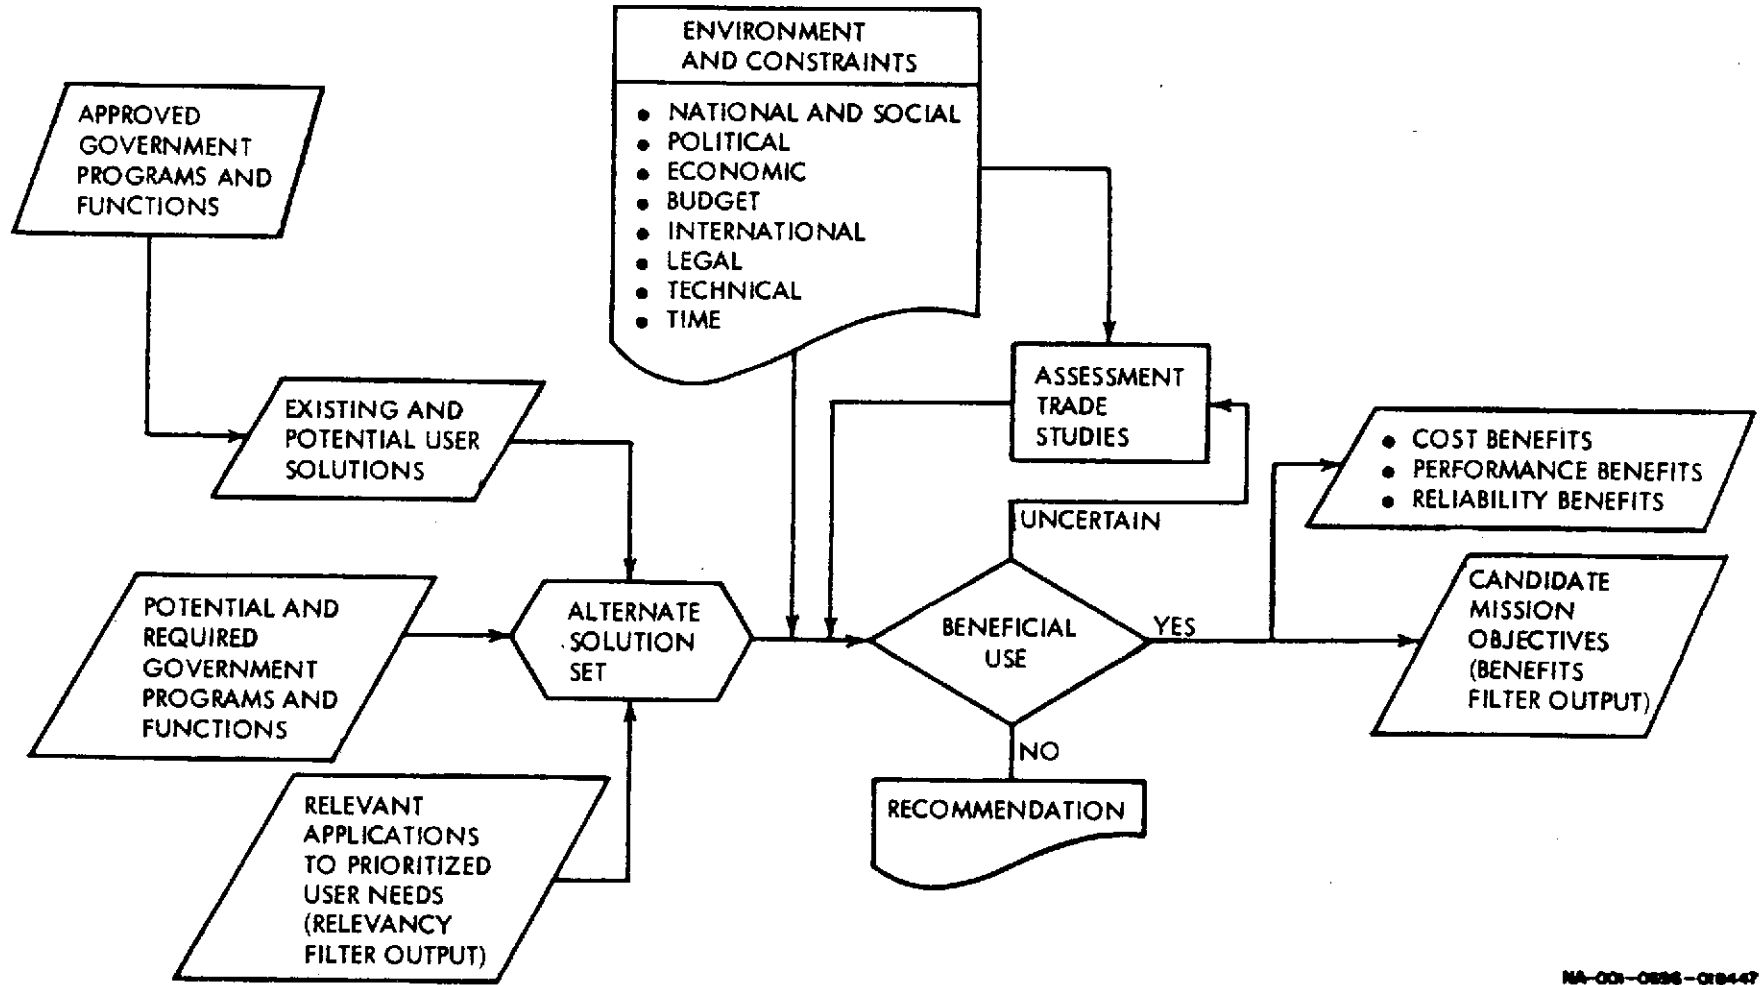 ENVIRONMENT
AND CONSTRAINTS
● NATIONAL AND SOCIAL
● POLITICAL
● ECONOMIC
● BUDGET
● INTERNATIONAL
● LEGAL
● TECHNICAL
● TIME
APPROVED
GOVERNMENT
PROGRAMS AND
FUNCTIONS
EXISTING AND
POTENTIAL USER
SOLUTIONS
ASSESSMENT
TRADE
STUDIES
● COST BENEFITS
● PERFORMANCE BENEFITS
● RELIABILITY BENEFITS
UNCERTAIN
POTENTIAL AND
REQUIRED
GOVERNMENT
PROGRAMS AND
FUNCTIONS
ALTERNATE
SOLUTION
SET
BENEFICIAL
USE
YES
CANDIDATE
MISSION
OBJECTIVES
(BENEFITS
FILTER OUTPUT)
NO
RECOMMENDATION
RELEVANT
APPLICATIONS
TO PRIORITIZED
USER NEEDS
(RELEVANCY
FILTER OUTPUT)